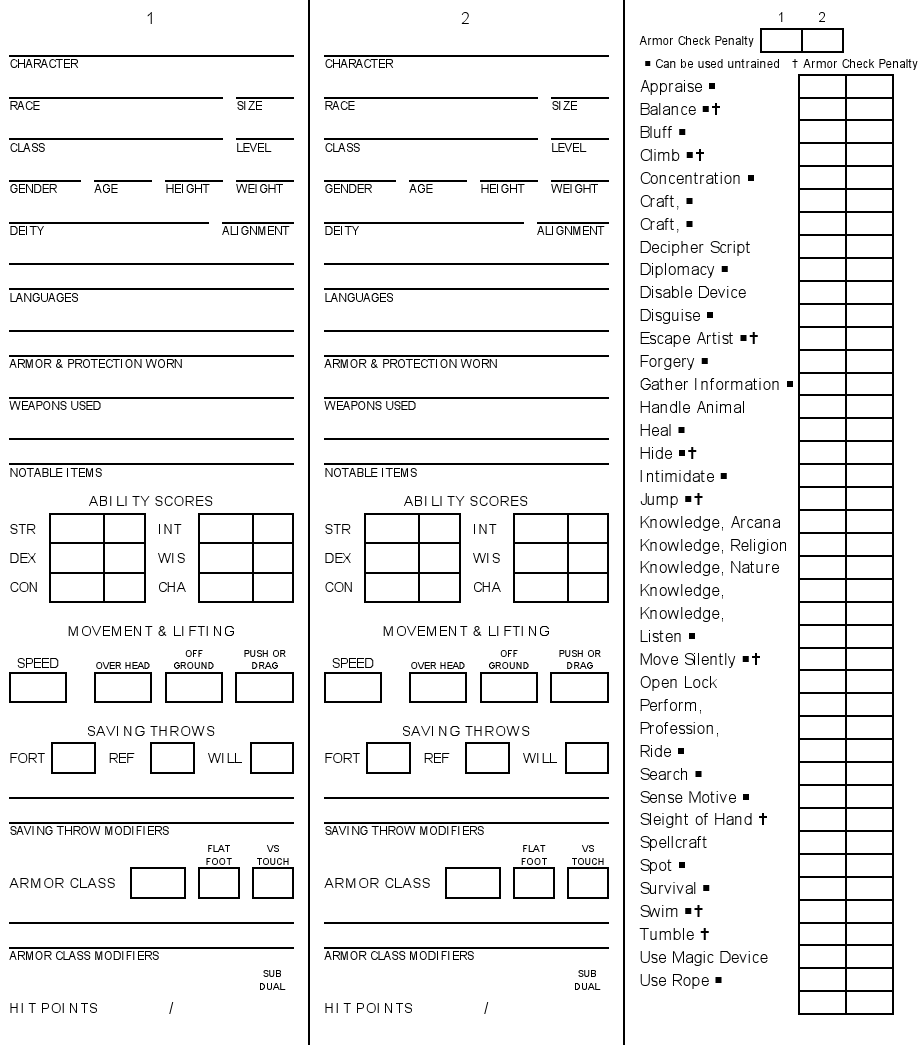 1
CHARACTER
RACE SIZE
CLASS LEVEL
GENDER AGE HEIGHT WEIGHT
DEITY ALIGNMENT
LANGUAGES
ARMOR & PROTECTION WORN
WEAPONS USED
NOTABLE ITEMS
ABILITY SCORES
STR INT
DEX WIS
CON CHA
MOVEMENT & LIFTING
SPEED OVER HEAD OFF GROUND PUSH OR DRAG
SAVING THROWS
FORT REF WILL
SAVING THROW MODIFIERS
FLAT VS
FOOT TOUCH
ARMOR CLASS
ARMOR CLASS MODIFIERS
SUB
DUAL
HIT POINTS /
2
CHARACTER
RACE SIZE
CLASS LEVEL
GENDER AGE HEIGHT WEIGHT
DEITY ALIGNMENT
LANGUAGES
ARMOR & PROTECTION WORN
WEAPONS USED
NOTABLE ITEMS
ABILITY SCORES
STR INT
DEX WIS
CON CHA
MOVEMENT & LIFTING
SPEED OVER HEAD OFF GROUND PUSH OR DRAG
SAVING THROWS
FORT REF WILL
SAVING THROW MODIFIERS
FLAT VS
FOOT TOUCH
ARMOR CLASS
ARMOR CLASS MODIFIERS
SUB
DUAL
HIT POINTS /
1 2
Armor Check Penalty
▪ Can be used untrained † Armor Check Penalty
Appraise ▪
Balance ▪†
Bluff ▪
Climb ▪†
Concentration ▪
Craft, ▪
Craft, ▪
Decipher Script
Diplomacy ▪
Disable Device
Disguise ▪
Escape Artist ▪†
Forgery ▪
Gather Information ▪
Handle Animal
Heal ▪
Hide ▪†
Intimidate ▪
Jump ▪†
Knowledge, Arcana
Knowledge, Religion
Knowledge, Nature
Knowledge,
Knowledge,
Listen ▪
Move Silently ▪†
Open Lock
Perform,
Profession,
Ride ▪
Search ▪
Sense Motive ▪
Sleight of Hand †
Spellcraft
Spot ▪
Survival ▪
Swim ▪†
Tumble †
Use Magic Device
Use Rope ▪